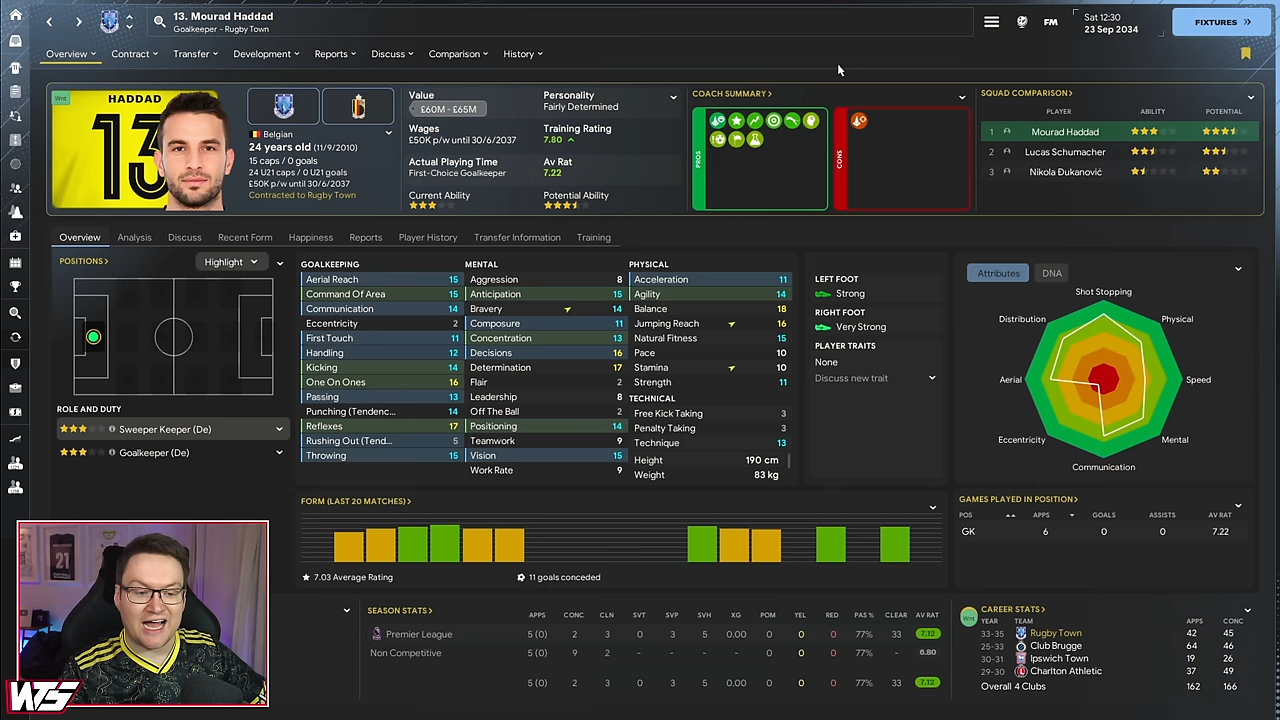 13. Mourad Haddad
Goalkeeper - Rugby Town
FM
Sat 12:30
23 Sep 2034
FIXTURES
Overview Contract Transfer Development Reports Discuss Comparison History
Wnt
HADDAD
13
Belgian
24 years old (11/9/2010)
15 caps / 0 goals
24 U21 caps / 0 U21 goals
£50K p/w until 30/6/2037
Contracted to Rugby Town
Value
£60M - £65M
Wages
£50K p/w until 30/6/2037
Actual Playing Time
First-Choice Goalkeeper
Current Ability
Personality
Fairly Determined
Training Rating
7.80
Av Rat
7.22
Potential Ability
COACH SUMMARY >
PROS
CONS
SQUAD COMPARISON >
PLAYER ABILITY POTENTIAL
1 Mourad Haddad
2 Lucas Schumacher
3 Nikola Đukanović
Overview Analysis Discuss Recent Form Happiness Reports Player History Transfer Information Training
POSITIONS >
Highlight
ROLE AND DUTY
Sweeper Keeper (De)
Goalkeeper (De)
GOALKEEPING
Aerial Reach 15
Command Of Area 15
Communication 14
Eccentricity 2
First Touch 11
Handling 12
Kicking 14
One On Ones 16
Passing 13
Punching (Tendenc... 14
Reflexes 17
Rushing Out (Tend... 5
Throwing 15
MENTAL
Aggression 8
Anticipation 15
Bravery 14
Composure 11
Concentration 13
Decisions 16
Determination 17
Flair 2
Leadership 8
Off The Ball 2
Positioning 14
Teamwork 9
Vision 15
Work Rate 9
PHYSICAL
Acceleration 11
Agility 14
Balance 18
Jumping Reach 16
Natural Fitness 15
Pace 10
Stamina 10
Strength 11
TECHNICAL
Free Kick Taking 3
Penalty Taking 3
Technique 13
Height 190 cm
Weight 83 kg
LEFT FOOT
Strong
RIGHT FOOT
Very Strong
PLAYER TRAITS
None
Discuss new trait
Attributes DNA
Shot Stopping
Distribution Physical
Aerial Speed
Eccentricity Mental
Communication
FORM (LAST 20 MATCHES) >
7.03 Average Rating 11 goals conceded
GAMES PLAYED IN POSITION >
POS APPS GOALS ASSISTS AV RAT
GK 6 0 0 7.22
SEASON STATS > APPS CONC CLN SVT SVP SVH XG POM YEL RED PAS % CLEAR AV RAT
Premier League 5 (0) 2 3 0 3 5 0.00 0 0 0 77% 33 7.12
Non Competitive 5 (0) 9 2 - - - - 0 0 0 77% - 6.80
5 (0) 2 3 0 3 5 0.00 0 0 0 77% 33 7.12
Wnt
CAREER STATS >
YEAR TEAM APPS CONC
33-35 Rugby Town 42 45
25-33 Club Brugge 64 46
30-31 Ipswich Town 19 26
29-30 Charlton Athletic 37 49
Overall 4 Clubs 162 166
21
WTS